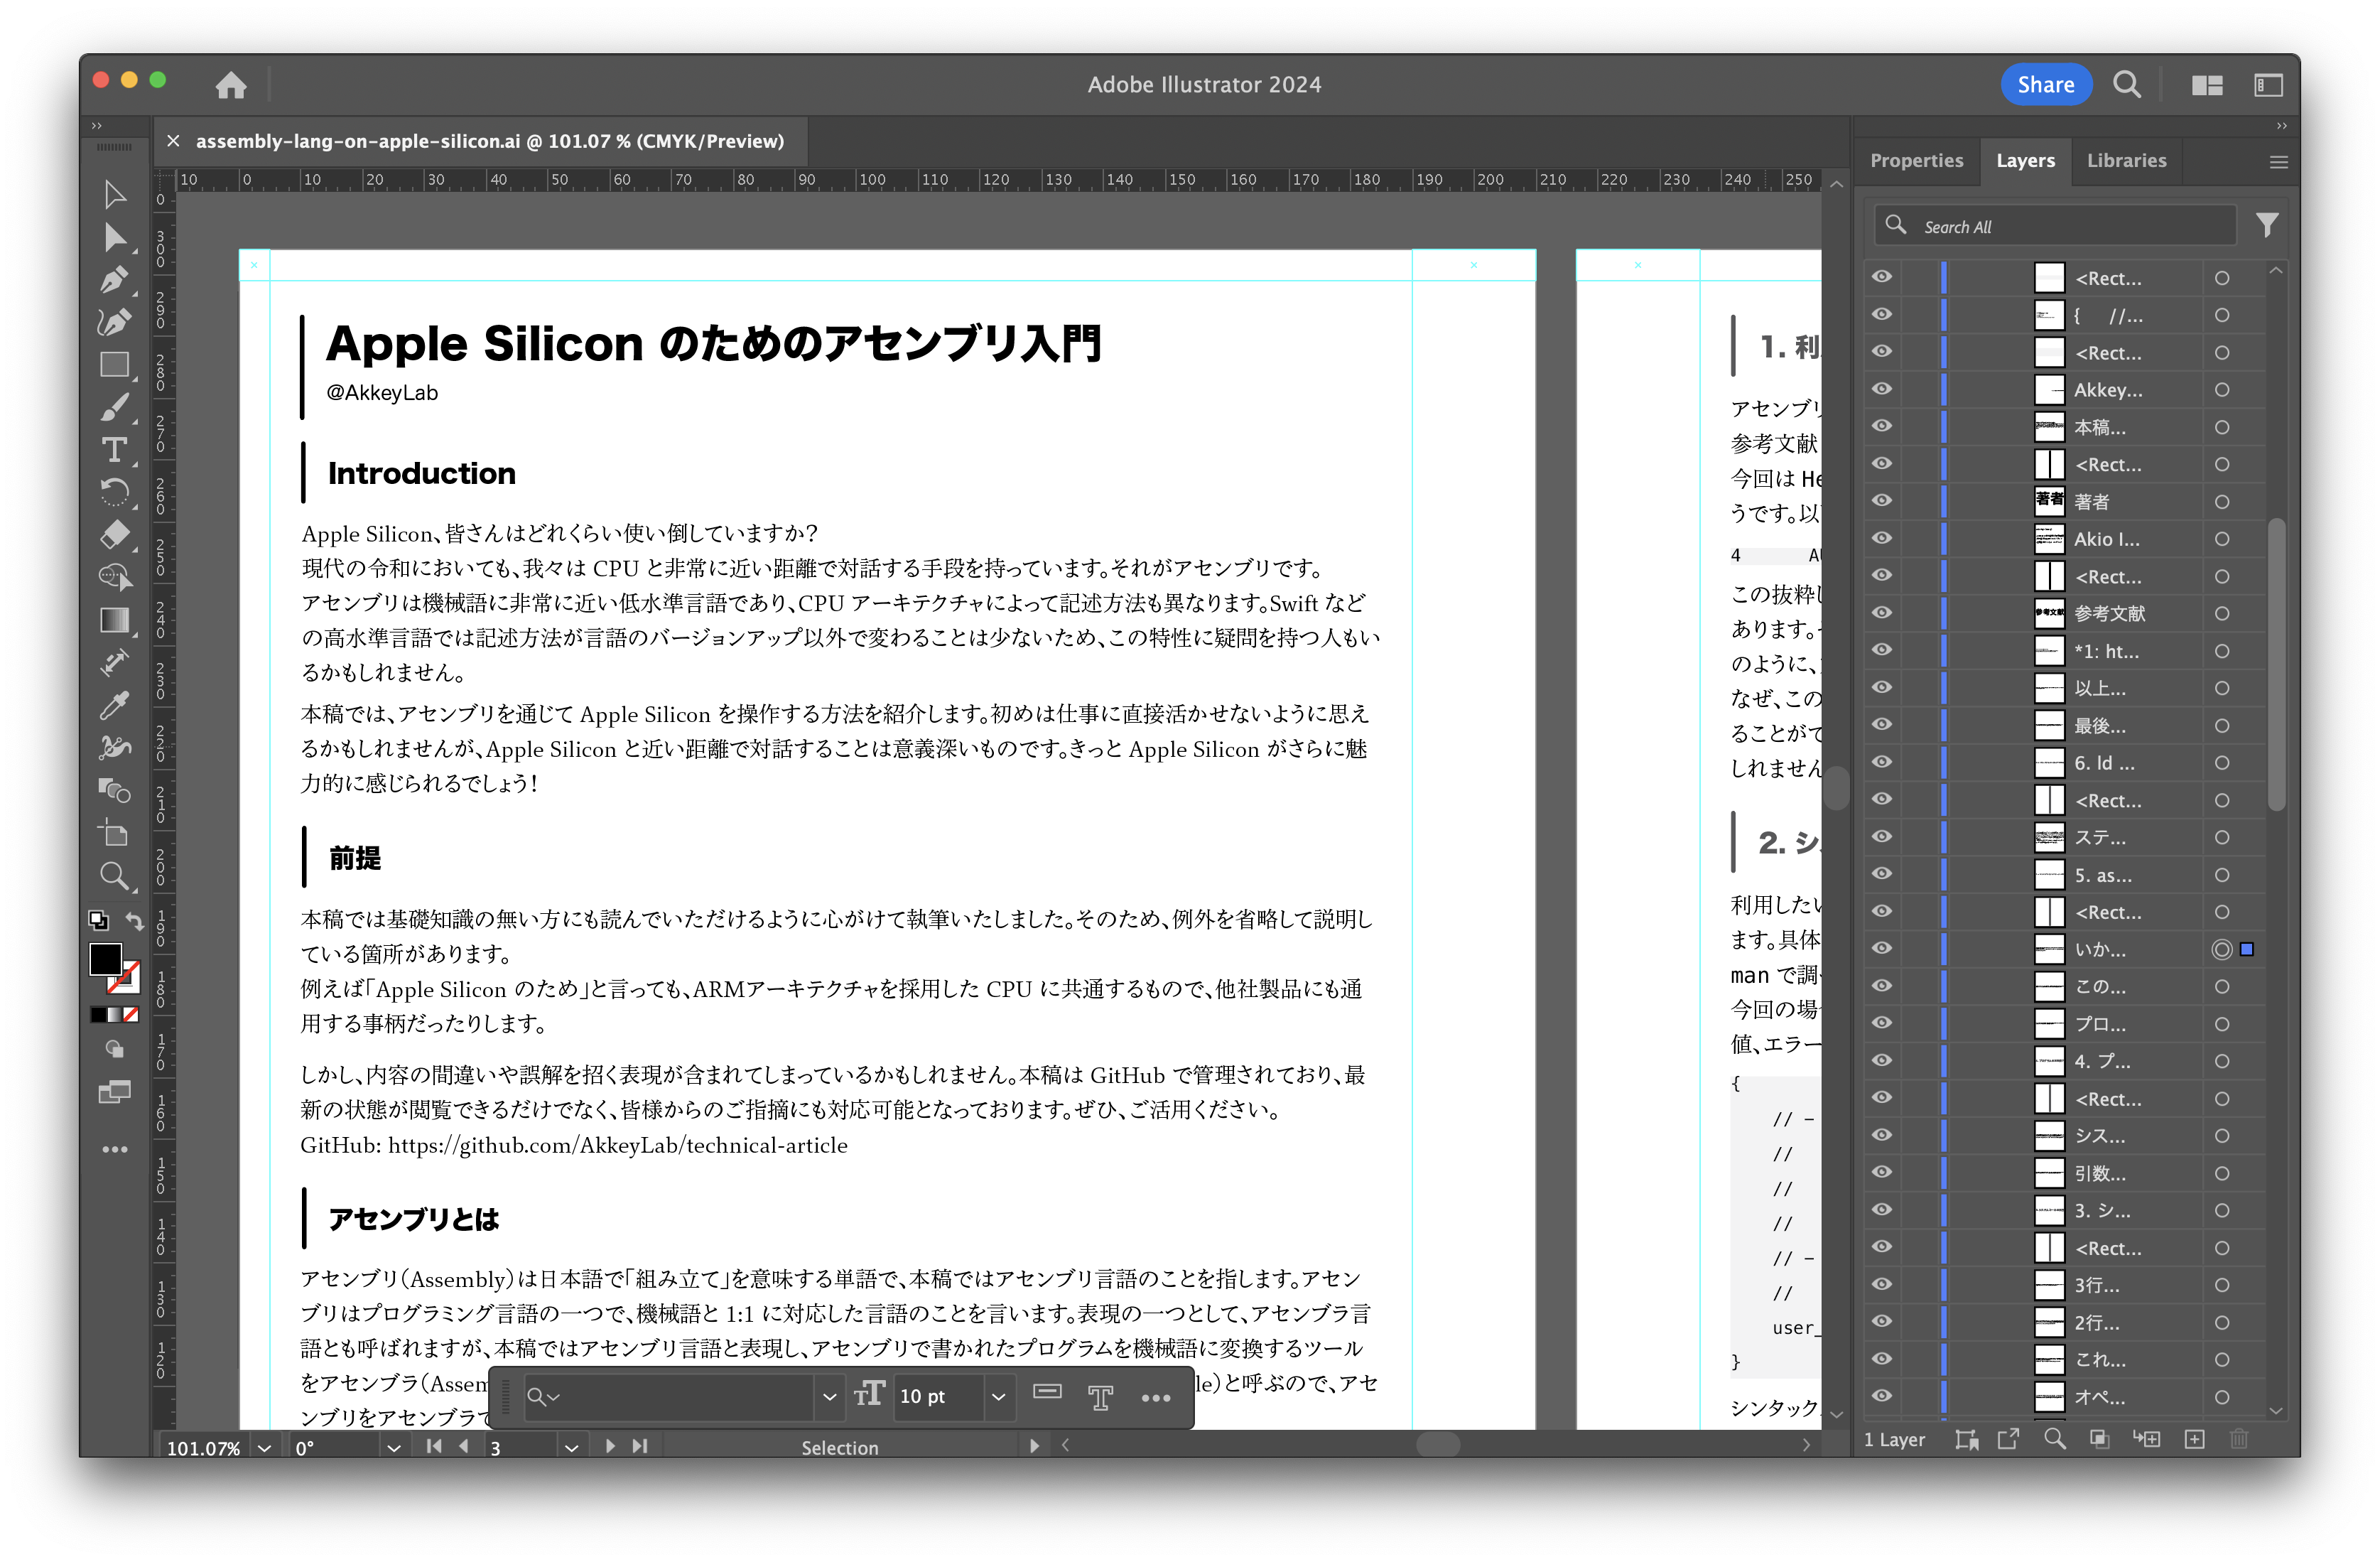 Adobe Illustrator 2024
Share
assembly-lang-on-apple-silicon.ai @ 101.07 % (CMYK/Preview)
10 0 10 20 30 40 50 60 70 80 90 100 110 120 130 140 150 160 170 180 190 200 210 220 230 240 250
0
300
290
280
270
260
250
240
230
220
210
200
190
180
170
160
150
140
130
120
Apple Silicon のためのアセンブリ入門
@AkkeyLab
Introduction
Apple Silicon、皆さんはどれくらい使い倒していますか？
現代の令和においても、我々は CPU と非常に近い距離で対話する手段を持っています。それがアセンブリです。
アセンブリは機械語に非常に近い低水準言語であり、CPU アーキテクチャによって記述方法も異なります。Swift など
の高水準言語では記述方法が言語のバージョンアップ以外で変わることは少ないため、この特性に疑問を持つ人もい
るかもしれません。
本稿では、アセンブリを通じて Apple Silicon を操作する方法を紹介します。初めは仕事に直接活かせないように思え
るかもしれませんが、Apple Silicon と近い距離で対話することは意義深いものです。きっと Apple Silicon がさらに魅
力的に感じられるでしょう！
前提
本稿では基礎知識の無い方にも読んでいただけるように心がけて執筆いたしました。そのため、例外を省略して説明し
ている箇所があります。
例えば「Apple Silicon のため」と言っても、ARMアーキテクチャを採用した CPU に共通するもので、他社製品にも通
用する事柄だったりします。
しかし、内容の間違いや誤解を招く表現が含まれてしまっているかもしれません。本稿は GitHub で管理されており、最
新の状態が閲覧できるだけでなく、皆様からのご指摘にも対応可能となっております。ぜひ、ご活用ください。
GitHub: https://github.com/AkkeyLab/technical-article
アセンブリとは
アセンブリ（Assembly）は日本語で「組み立て」を意味する単語で、本稿ではアセンブリ言語のことを指します。アセン
ブリはプログラミング言語の一つで、機械語と 1:1 に対応した言語のことを言います。表現の一つとして、アセンブラ言
語とも呼ばれますが、本稿ではアセンブリ言語と表現し、アセンブリで書かれたプログラムを機械語に変換するツール
をアセンブラ（Assem
le）と呼ぶので、アセ
ンブリをアセンブラて
1. 利
アセンブリ
参考文献
今回は He
うです。以
4 AU
この抜粋し
あります。
のように、
なぜ、この
ることがで
しれません
2. シ
利用したい
ます。具体
man で調
今回の場
値、エラー
{
// -
//
//
//
// -
//
user_
}
シンタック
10 pt
101.07%
0°
3
Selection
Properties
Layers
Libraries
Search All
<Rect...
{ //...
<Rect...
Akkey...
本稿...
<Rect...
著者 著者
Akio I...
<Rect...
参考文献 参考文献
*1: ht...
以上...
最後...
6. ld ...
<Rect...
ステ...
5. as...
<Rect...
いか...
この...
プロ...
4. プ...
<Rect...
シス...
引数...
3. シ...
<Rect...
3行...
2行...
これ...
オペ...
1 Layer